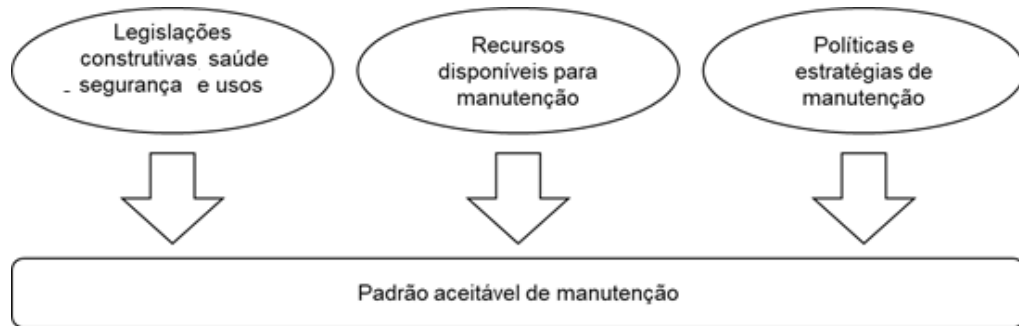 Legislações
construtivas saúde
- segurança e usos
Recursos
disponíveis para
manutenção
Políticas e
estratégias de
manutenção
Padrão aceitável de manutenção